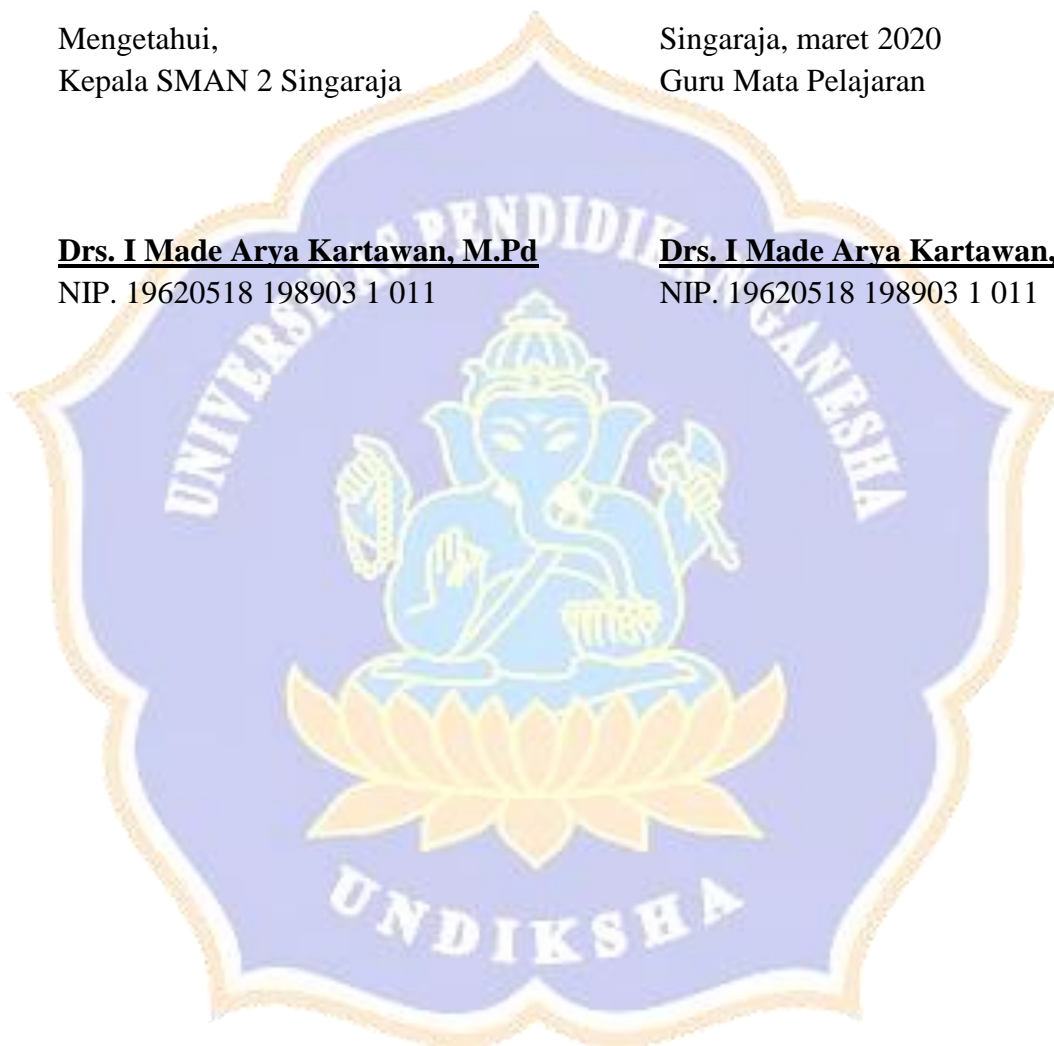 Mengetahui,
Kepala SMAN 2 Singaraja
Singaraja, maret 2020
Guru Mata Pelajaran
Drs. I Made Arya Kartawan, M.Pd
NIP. 19620518 198903 1 011
Drs. I Made Arya Kartawan,
NIP. 19620518 198903 1 011
UNIVERSITAS PENDIDIKAN GANESHA
UNDIKSHA